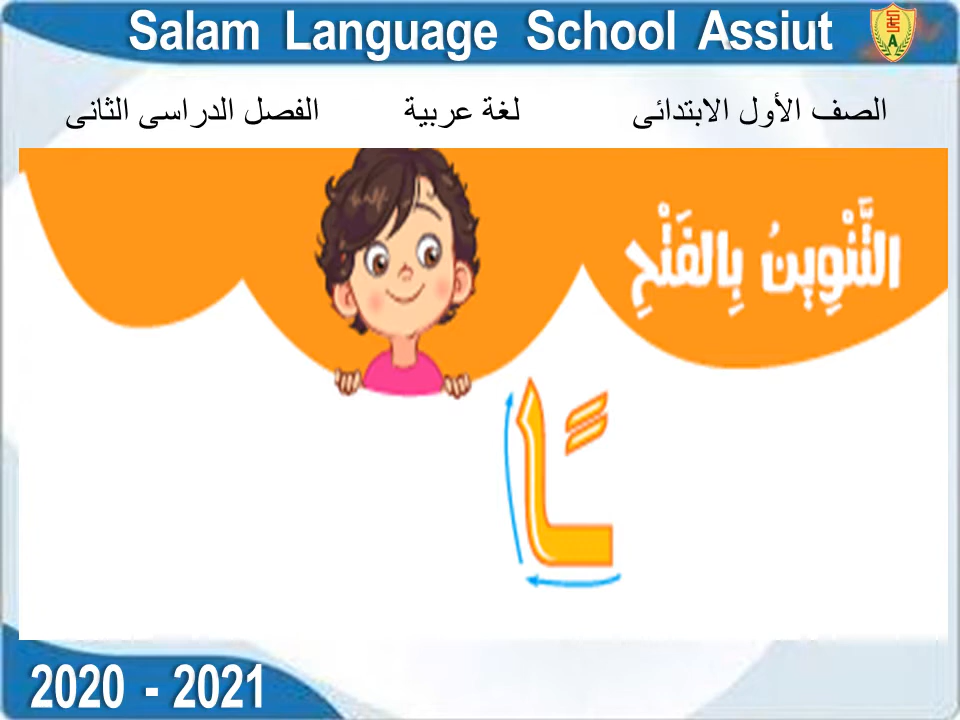 Salam Language School Assiut
الصف الأول الابتدائى لغة عربية الفصل الدراسى الثانى
التَّنْوِينُ بِالفَتْحِ
ـًا
2020 - 2021